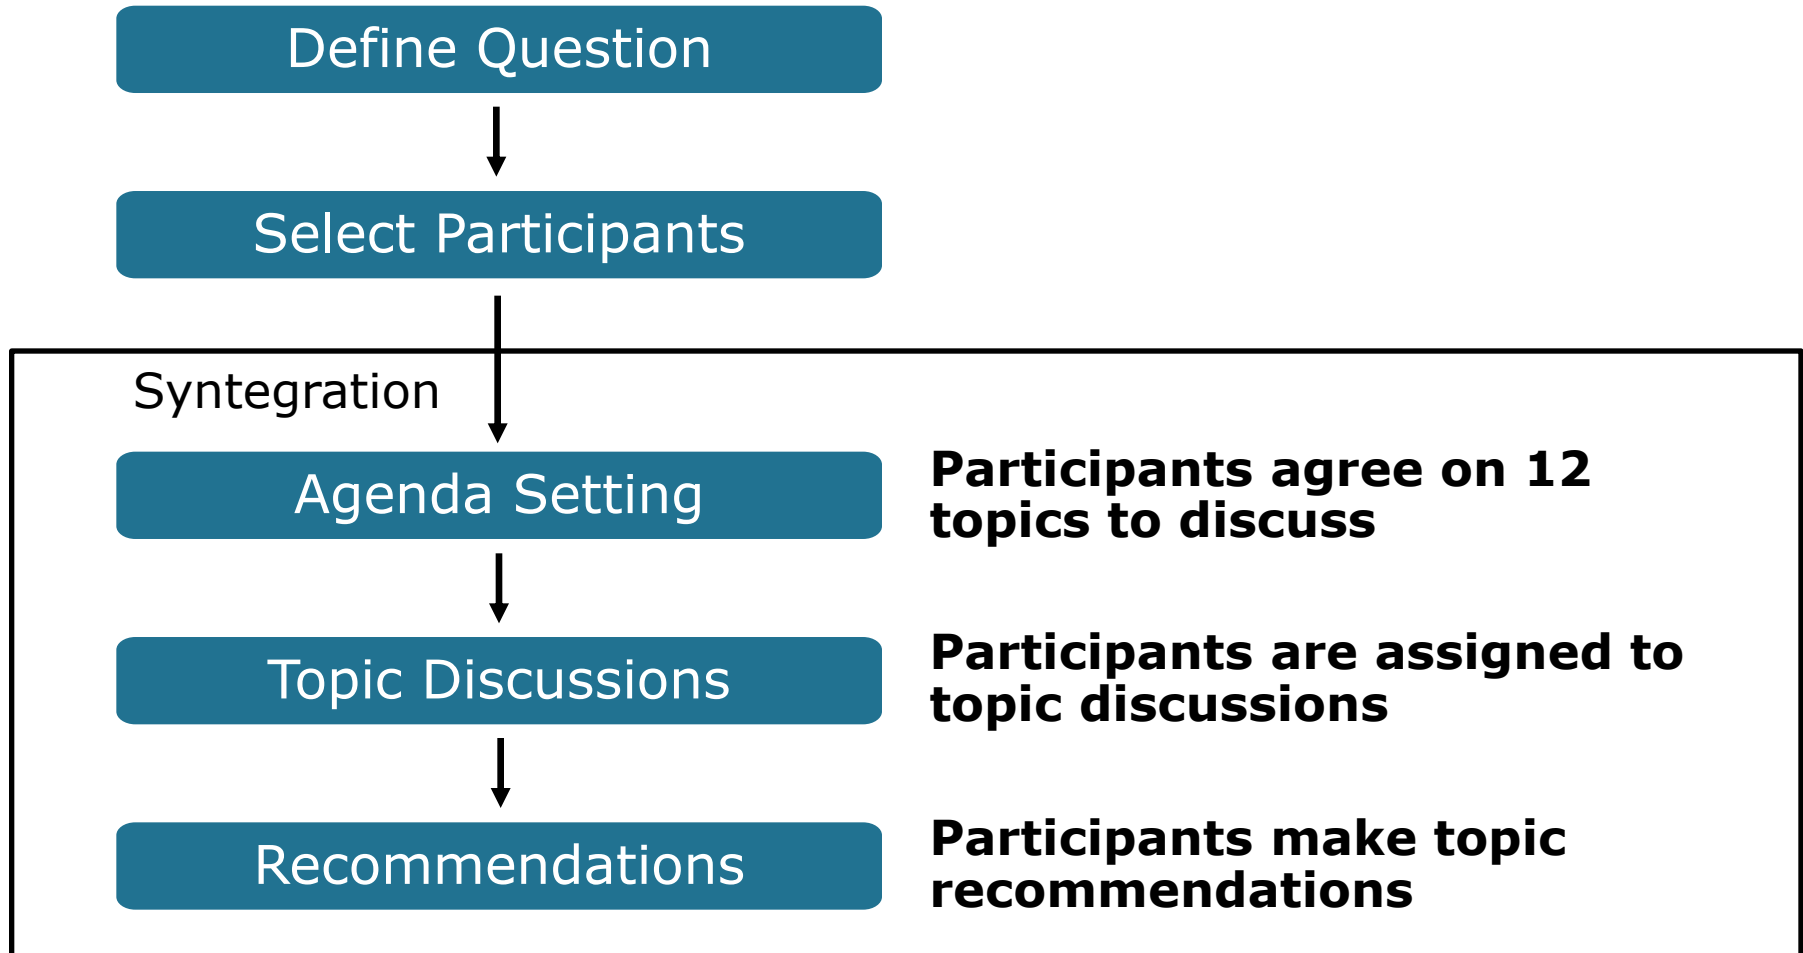 Define Question
Select Participants
Syntegration
Agenda Setting
Participants agree on 12
topics to discuss
Topic Discussions
Participants are assigned to
topic discussions
Recommendations
Participants make topic
recommendations